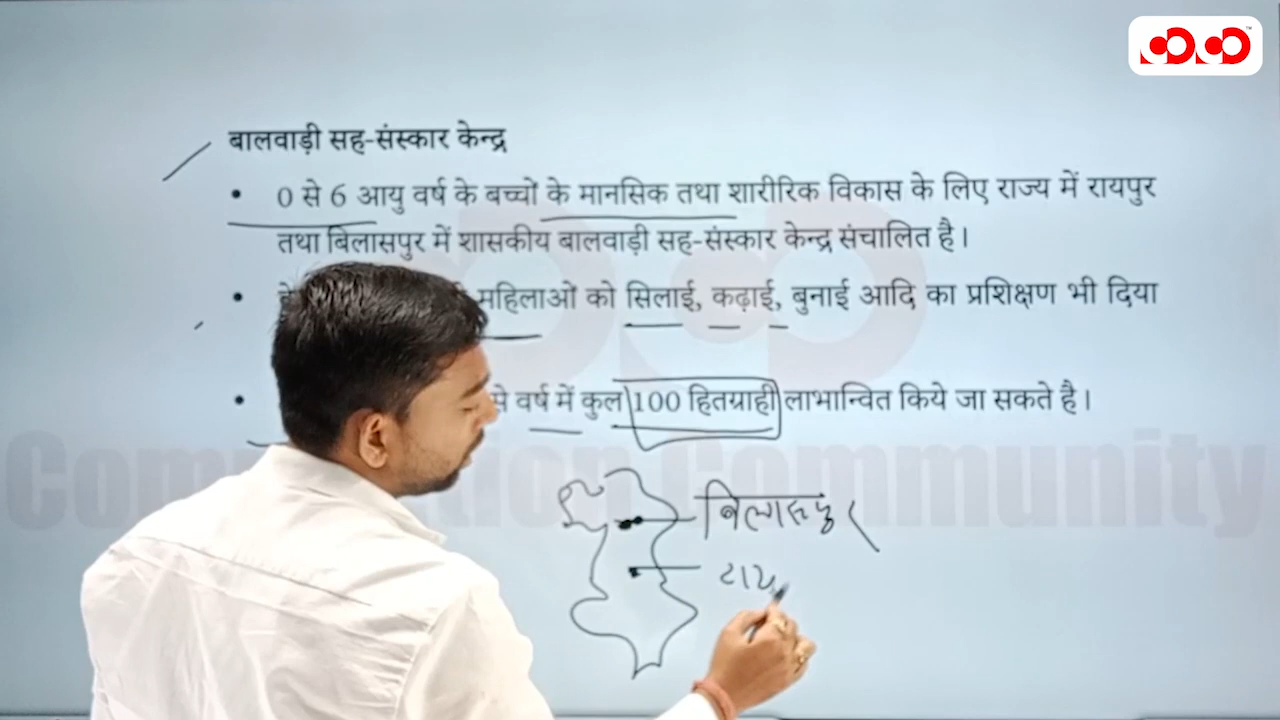 बालवाड़ी सह-संस्कार केन्द्र
• 0 से 6 आयु वर्ष के बच्चों के मानसिक तथा शारीरिक विकास के लिए राज्य में रायपुर
तथा बिलासपुर में शासकीय बालवाड़ी सह-संस्कार केन्द्र संचालित है।
• महिलाओं को सिलाई, कढ़ाई, बुनाई आदि का प्रशिक्षण भी दिया
• से वर्ष में कुल 100 हितग्राही लाभान्वित किये जा सकते है।
Community
बिलासपुर
राय